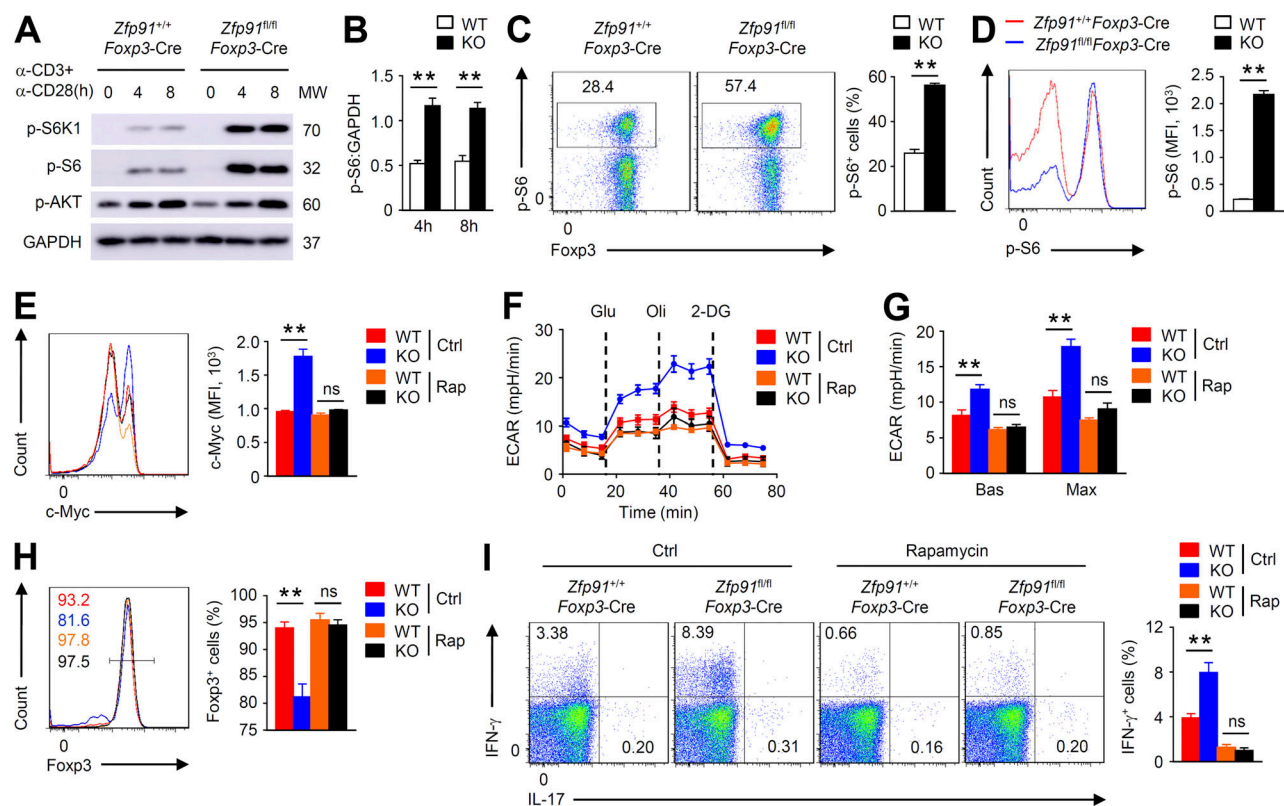 A
Zfp91+/+
Foxp3-Cre
Zfp91fl/fl
Foxp3-Cre
α-CD3+
α-CD28(h)
0 4 8 0 4 8 MW
p-S6K1 70
p-S6 32
p-AKT 60
GAPDH 37
B
WT
KO
** **
p-S6:GAPDH
1.5
1.0
0.5
0
4h 8h
C
Zfp91+/+
Foxp3-Cre
Zfp91fl/fl
Foxp3-Cre
28.4
57.4
p-S6
0
0 0
Foxp3
WT
KO
**
p-S6+ cells (%)
60
40
20
0
D
Zfp91+/+Foxp3-Cre
Zfp91fl/flFoxp3-Cre
Count
0
p-S6
WT
KO
**
p-S6 (MFI, 10³)
2.5
2.0
1.5
1.0
0.5
0
E
Count
0
c-Myc
c-Myc (MFI, 10³)
2.0
1.5
1.0
0.5
0
**
ns
WT
KO
Ctrl
WT
KO
Rap
F
Glu Oli 2-DG
ECAR (mpH/min)
30
20
10
0
0 20 40 60 80
Time (min)
WT
KO
Ctrl
WT
KO
Rap
G
ECAR (mpH/min)
20
15
10
5
0
** ns ** ns
Bas Max
WT
KO
Ctrl
WT
KO
Rap
H
93.2
81.6
97.8
97.5
Count
0
Foxp3
Foxp3+ cells (%)
100
95
90
85
80
75
** ns
WT
KO
Ctrl
WT
KO
Rap
I
Ctrl Rapamycin
Zfp91+/+
Foxp3-Cre
Zfp91fl/fl
Foxp3-Cre
Zfp91+/+
Foxp3-Cre
Zfp91fl/fl
Foxp3-Cre
3.38 8.39 0.66 0.85
0.20 0.31 0.16 0.20
IFN-γ
0
0
IL-17
WT
KO
Ctrl
WT
KO
Rap
IFN-γ+ cells (%)
12
8
4
0
**
ns